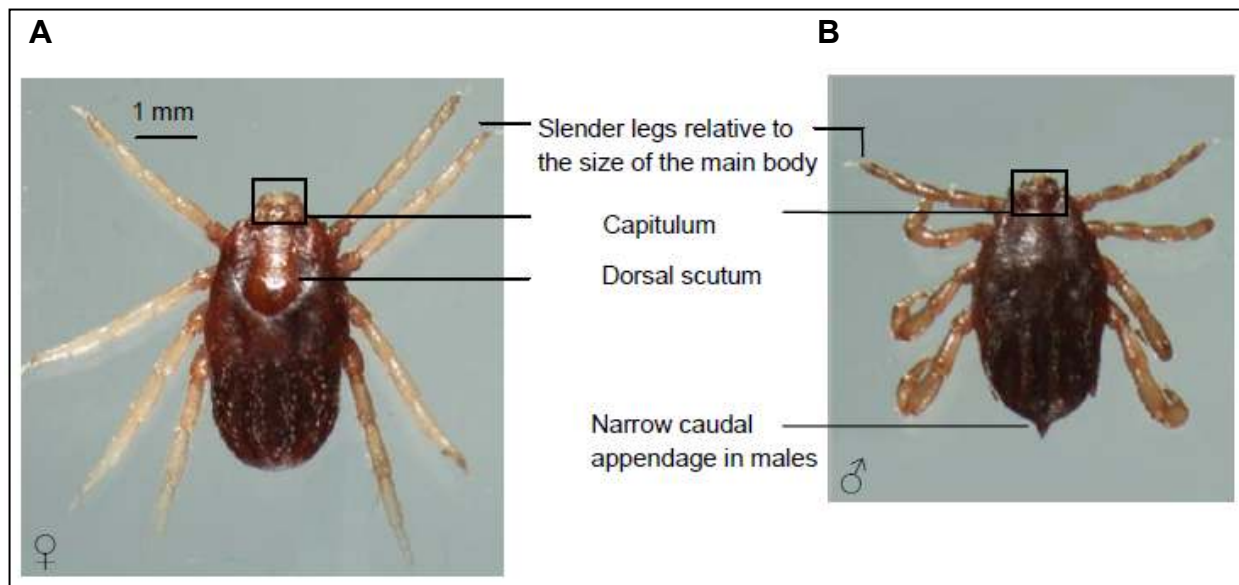 A
B
1 mm
Slender legs relative to
the size of the main body
Capitulum
Dorsal scutum
Narrow caudal
appendage in males
♀
♂